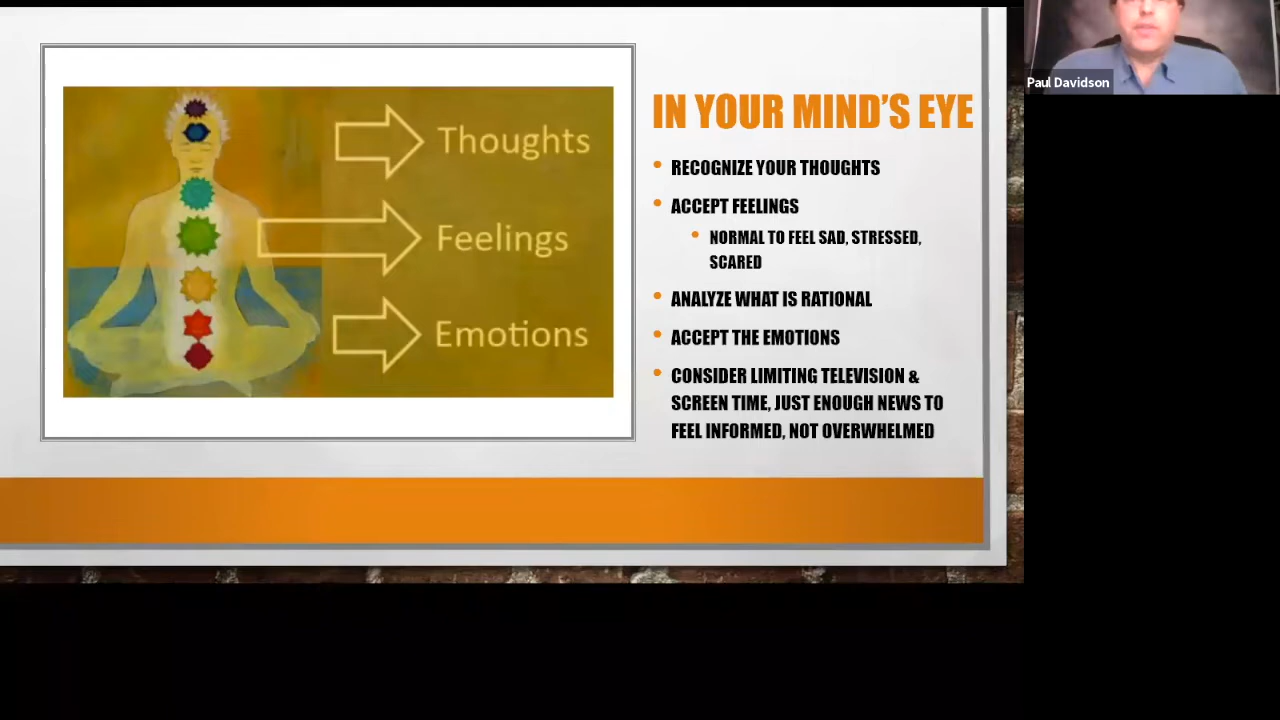 Thoughts
Feelings
Emotions
IN YOUR MIND'S EYE
• RECOGNIZE YOUR THOUGHTS
• ACCEPT FEELINGS
• NORMAL TO FEEL SAD, STRESSED,
SCARED
• ANALYZE WHAT IS RATIONAL
• ACCEPT THE EMOTIONS
• CONSIDER LIMITING TELEVISION &
SCREEN TIME, JUST ENOUGH NEWS TO
FEEL INFORMED, NOT OVERWHELMED
Paul Davidson